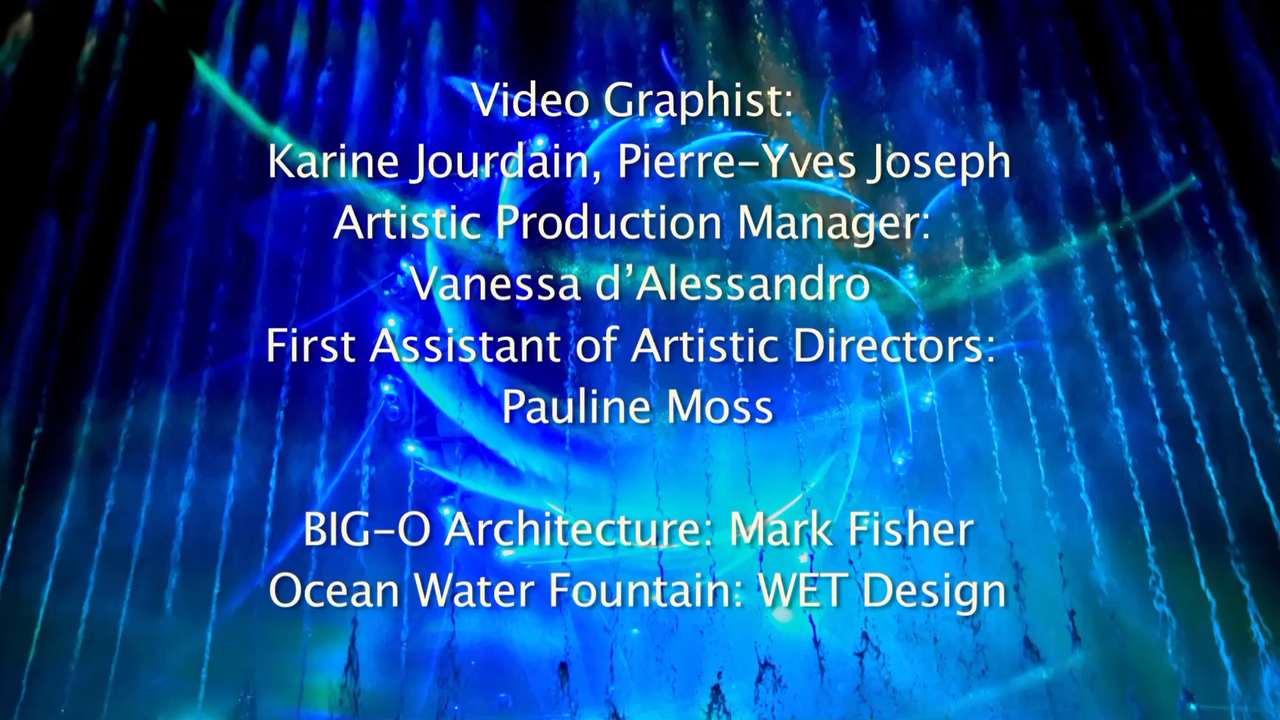 Video Graphist:
Karine Jourdain, Pierre-Yves Joseph
Artistic Production Manager:
Vanessa d’Alessandro
First Assistant of Artistic Directors:
Pauline Moss
BIG-O Architecture: Mark Fisher
Ocean Water Fountain: WET Design